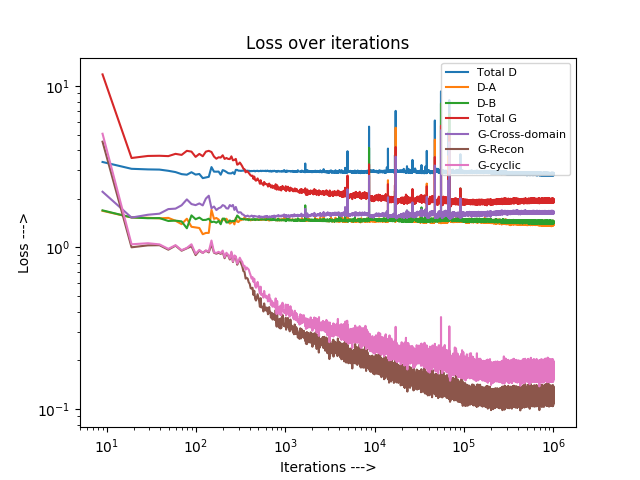 Loss over iterations
Total D
D-A
D-B
Total G
G-Cross-domain
G-Recon
G-cyclic
Loss --->
10¹
10⁰
10⁻¹
10¹ 10² 10³ 10⁴ 10⁵ 10⁶
Iterations --->